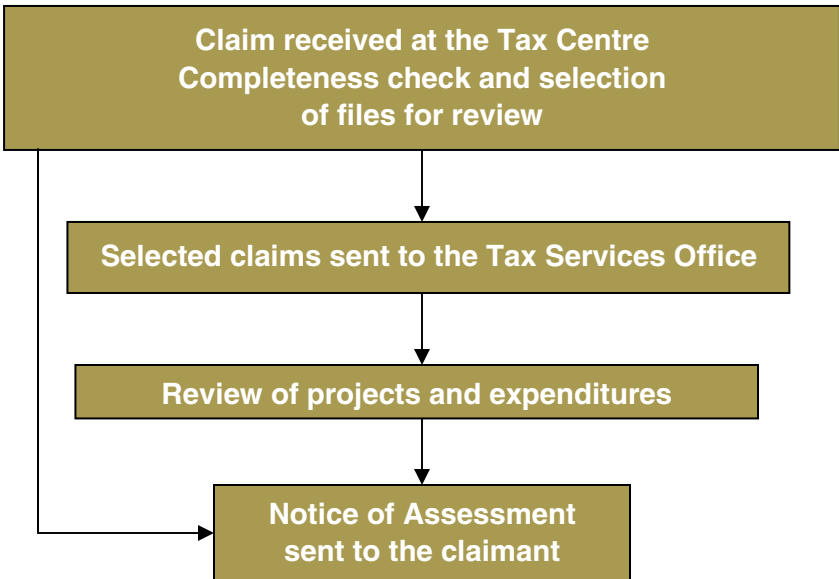 Claim received at the Tax Centre
Completeness check and selection
of files for review
Selected claims sent to the Tax Services Office
Review of projects and expenditures
Notice of Assessment
sent to the claimant